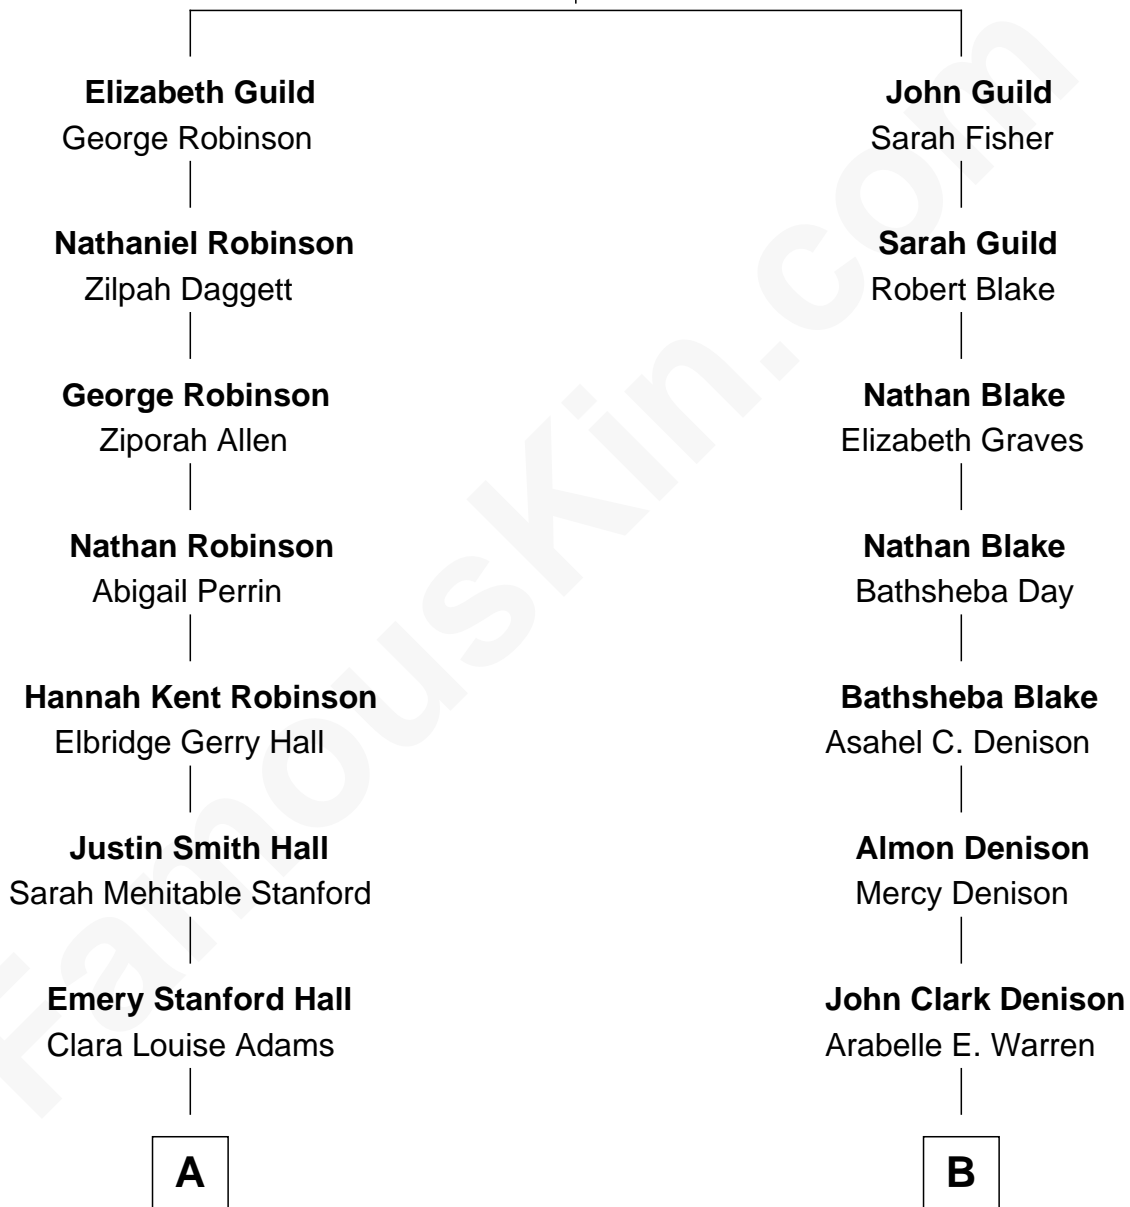 Elizabeth Guild
George Robinson
Nathaniel Robinson
Zilpah Daggett
George Robinson
Ziporah Allen
Nathan Robinson
Abigail Perrin
Hannah Kent Robinson
Elbridge Gerry Hall
Justin Smith Hall
Sarah Mehitable Stanford
Emery Stanford Hall
Clara Louise Adams
A
John Guild
Sarah Fisher
Sarah Guild
Robert Blake
Nathan Blake
Elizabeth Graves
Nathan Blake
Bathsheba Day
Bathsheba Blake
Asahel C. Denison
Almon Denison
Mercy Denison
John Clark Denison
Arabelle E. Warren
B
FamousKin.com